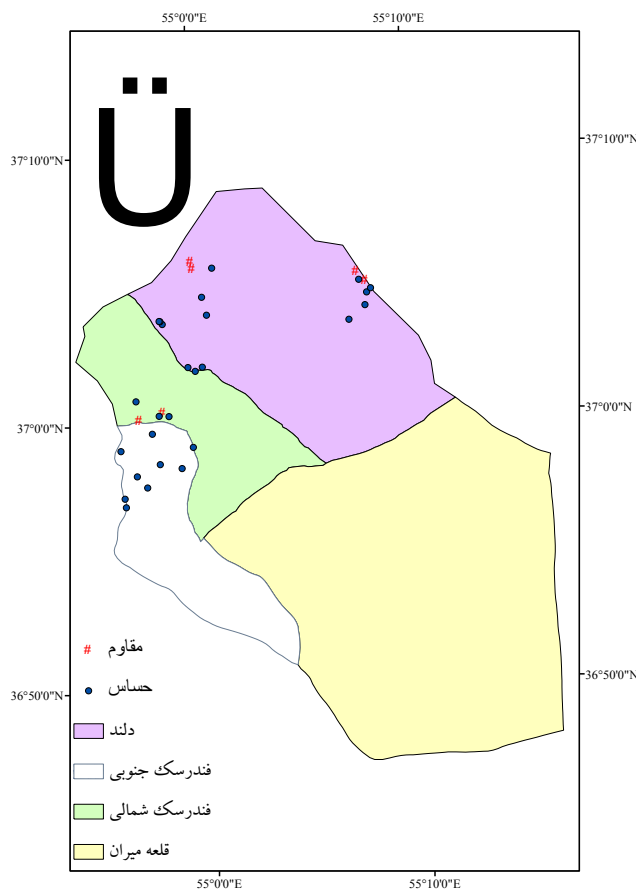 55°0'0"E 55°10'0"E
Ü
37°10'0"N 37°10'0"N
37°0'0"N 37°0'0"N
36°50'0"N 36°50'0"N
# مقاوم
حساس
دلند
فندرسک جنوبی
فندرسک شمالی
قلعه میران
55°0'0"E 55°10'0"E